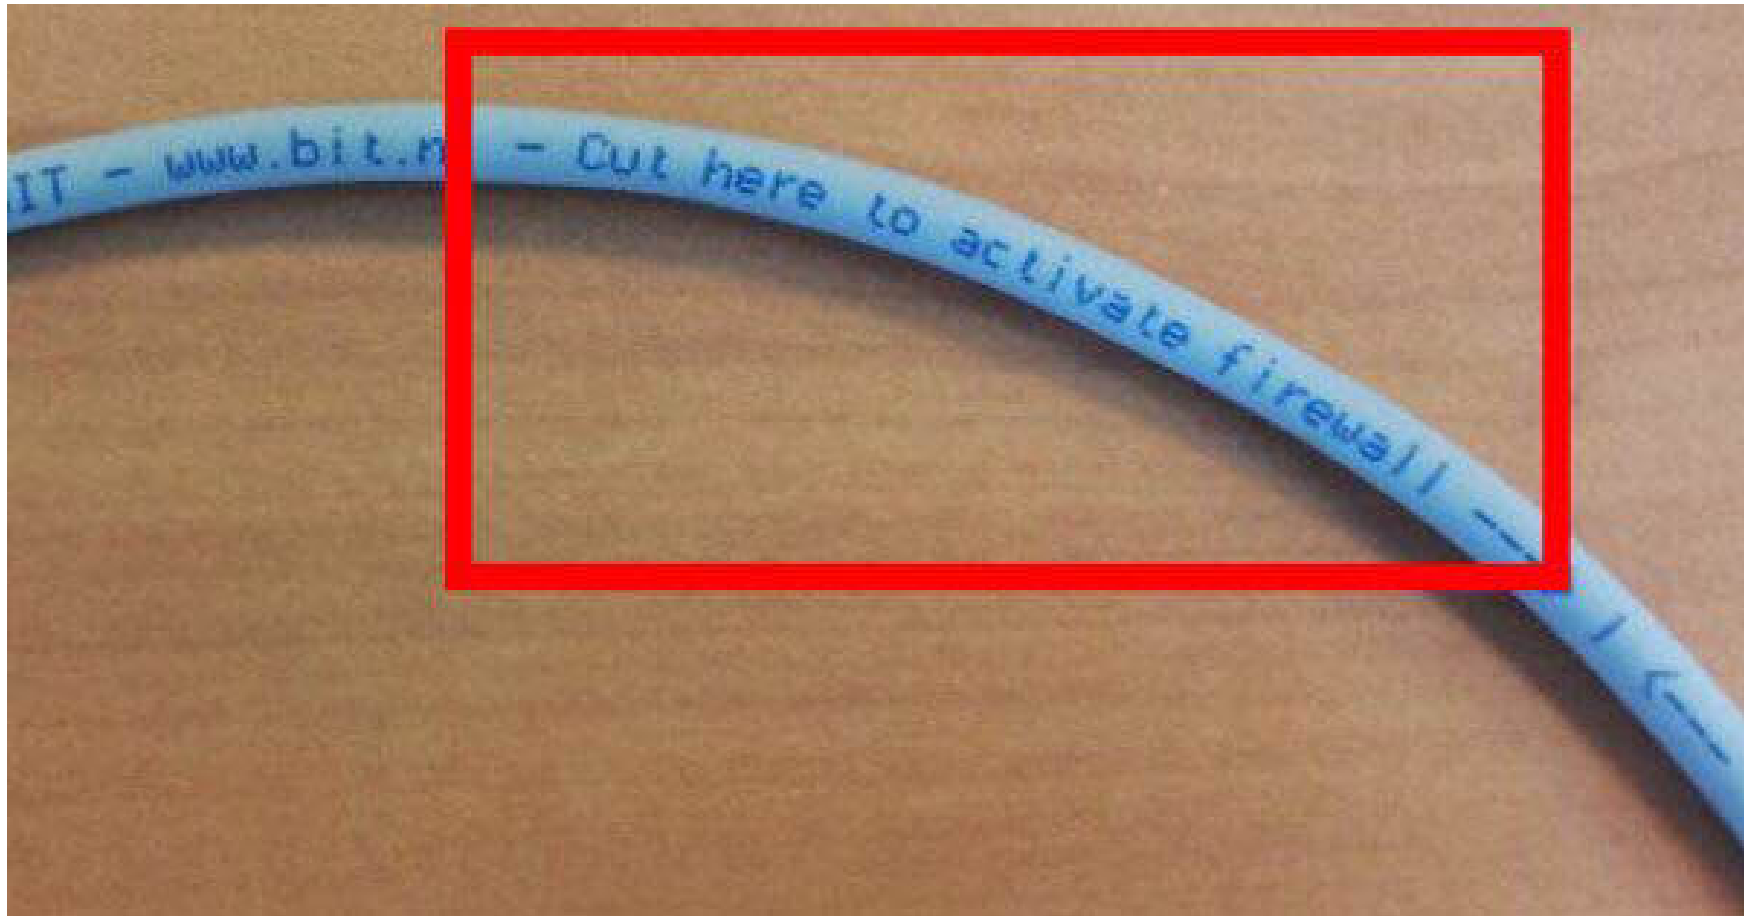 IT - www.bit.n - Cut here to activate firewall --- | <---